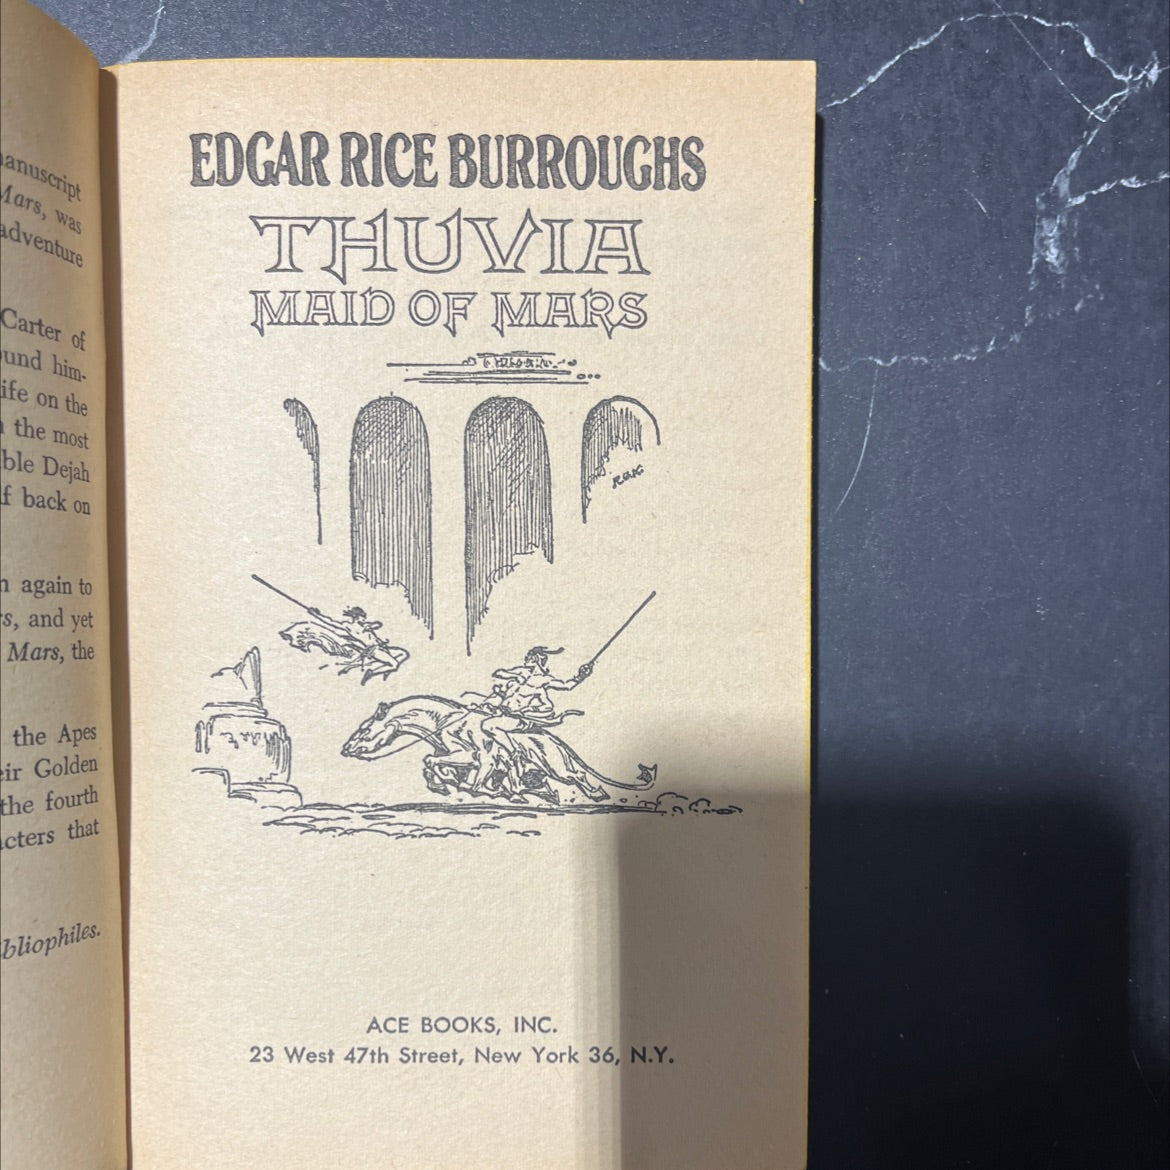 anuscript
Mars, was
adventure
Carter of
ound him-
ife on the
the most
ble Dejah
f back on
n again to
rs, and yet
Mars, the
the Apes
eir Golden
the fourth
acters that
bliophiles.
EDGAR RICE BURROUGHS
THUVIA
MAID OF MARS
ACE BOOKS, INC.
23 West 47th Street, New York 36, N.Y.